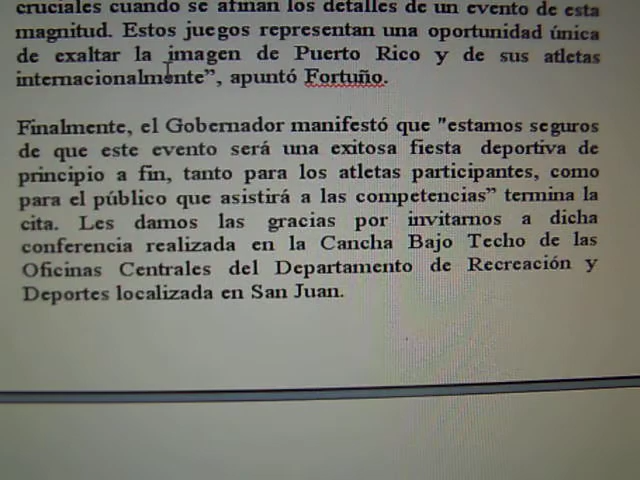 cruciales cuando se afinan los detalles de un evento de esta
magnitud. Estos juegos representan una oportunidad única
de exaltar la imagen de Puerto Rico y de sus atletas
internacionalmente”, apuntó Fortuño.
Finalmente, el Gobernador manifestó que "estamos seguros
de que este evento será una exitosa fiesta deportiva de
principio a fin, tanto para los atletas participantes, como
para el público que asistirá a las competencias” termina la
cita. Les damos las gracias por invitarnos a dicha
conferencia realizada en la Cancha Bajo Techo de las
Oficinas Centrales del Departamento de Recreación y
Deportes localizada en San Juan.